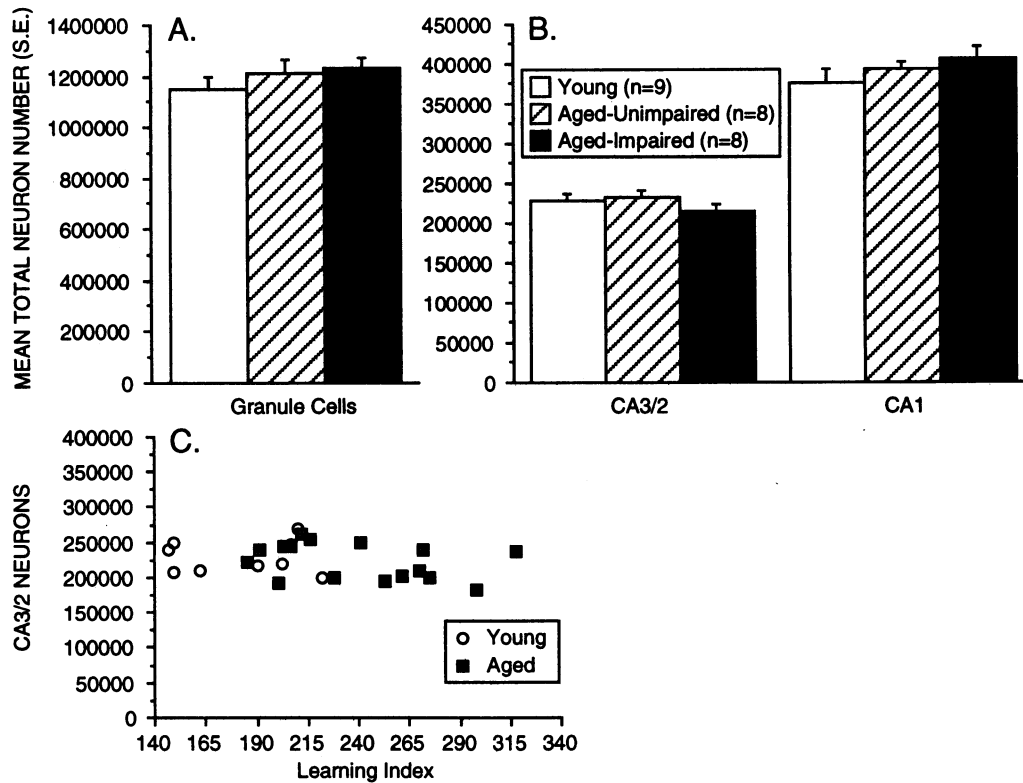 MEAN TOTAL NEURON NUMBER (S.E.)
A.
1400000
1200000
1000000
800000
600000
400000
200000
0
Granule Cells
B.
450000
400000
350000
300000
250000
200000
150000
100000
50000
0
Young (n=9)
Aged-Unimpaired (n=8)
Aged-Impaired (n=8)
CA3/2 CA1
C.
CA3/2 NEURONS
400000
350000
300000
250000
200000
150000
100000
50000
0
Young
Aged
140 165 190 215 240 265 290 315 340
Learning Index